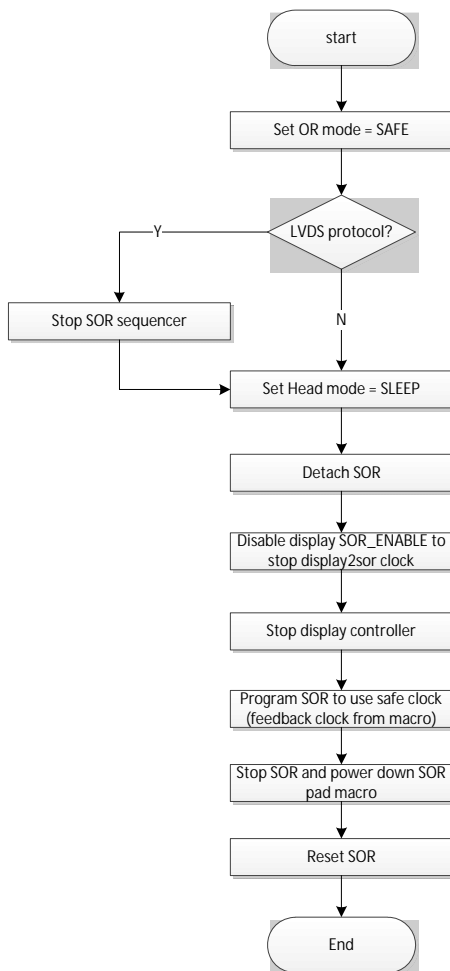 start
Set OR mode = SAFE
LVDS protocol?
Y
Stop SOR sequencer
N
Set Head mode = SLEEP
Detach SOR
Disable display SOR_ENABLE to
stop display2sor clock
Stop display controller
Program SOR to use safe clock
(feedback clock from macro)
Stop SOR and power down SOR
pad macro
Reset SOR
End